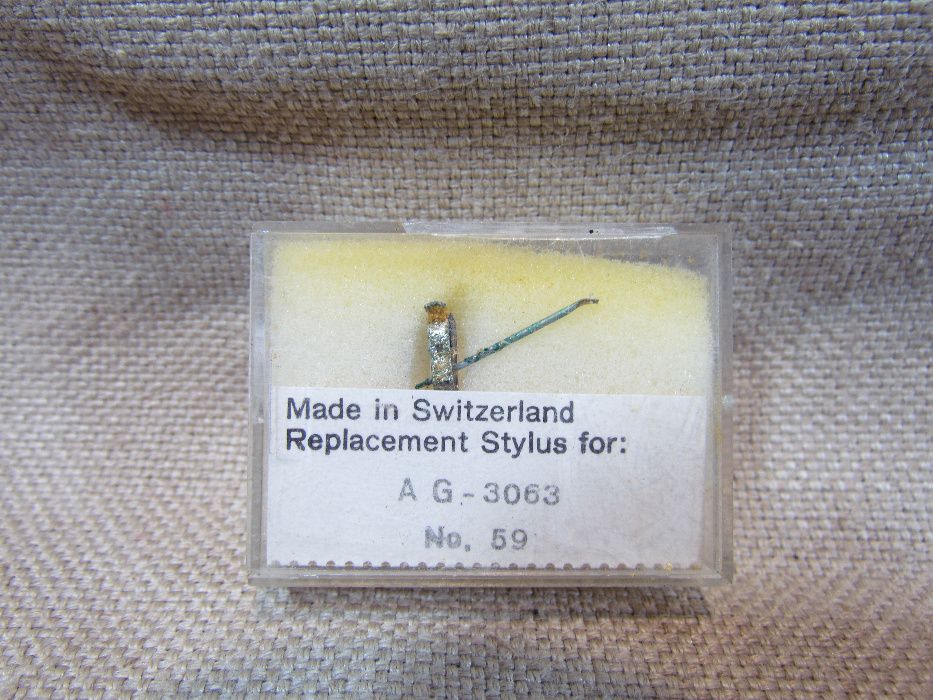 Made in Switzerland
Replacement Stylus for:
A G - 3063
No. 59